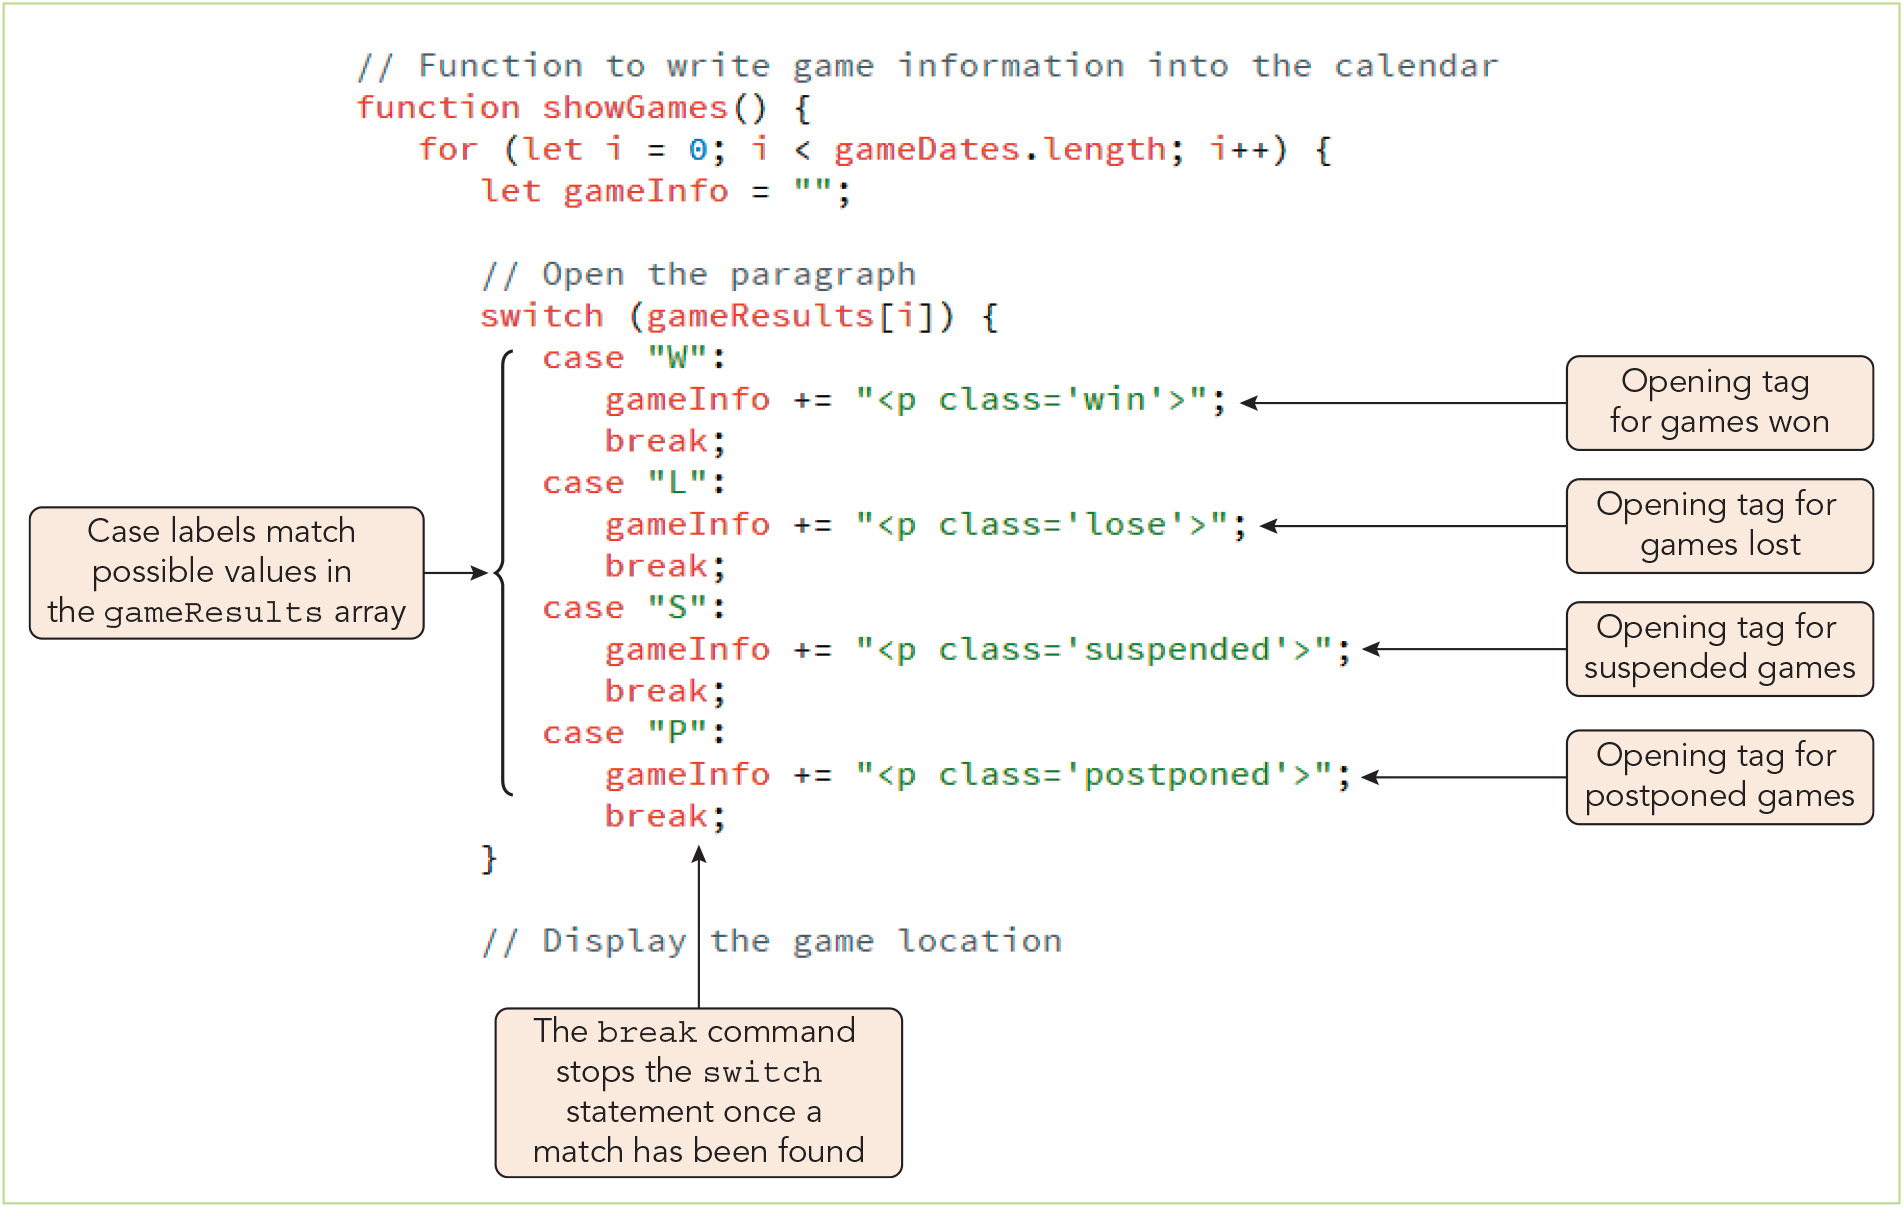 // Function to write game information into the calendar
function showGames() {
for (let i = 0; i < gameDates.length; i++) {
let gameInfo = "";
// Open the paragraph
switch (gameResults[i]) {
case "W":
gameInfo += "<p class='win'>";
break;
case "L":
gameInfo += "<p class='lose'>";
break;
case "S":
gameInfo += "<p class='suspended'>";
break;
case "P":
gameInfo += "<p class='postponed'>";
break;
}
// Display the game location
Case labels match
possible values in
the gameResults array
Opening tag
for games won
Opening tag for
games lost
Opening tag for
suspended games
Opening tag for
postponed games
The break command
stops the switch
statement once a
match has been found